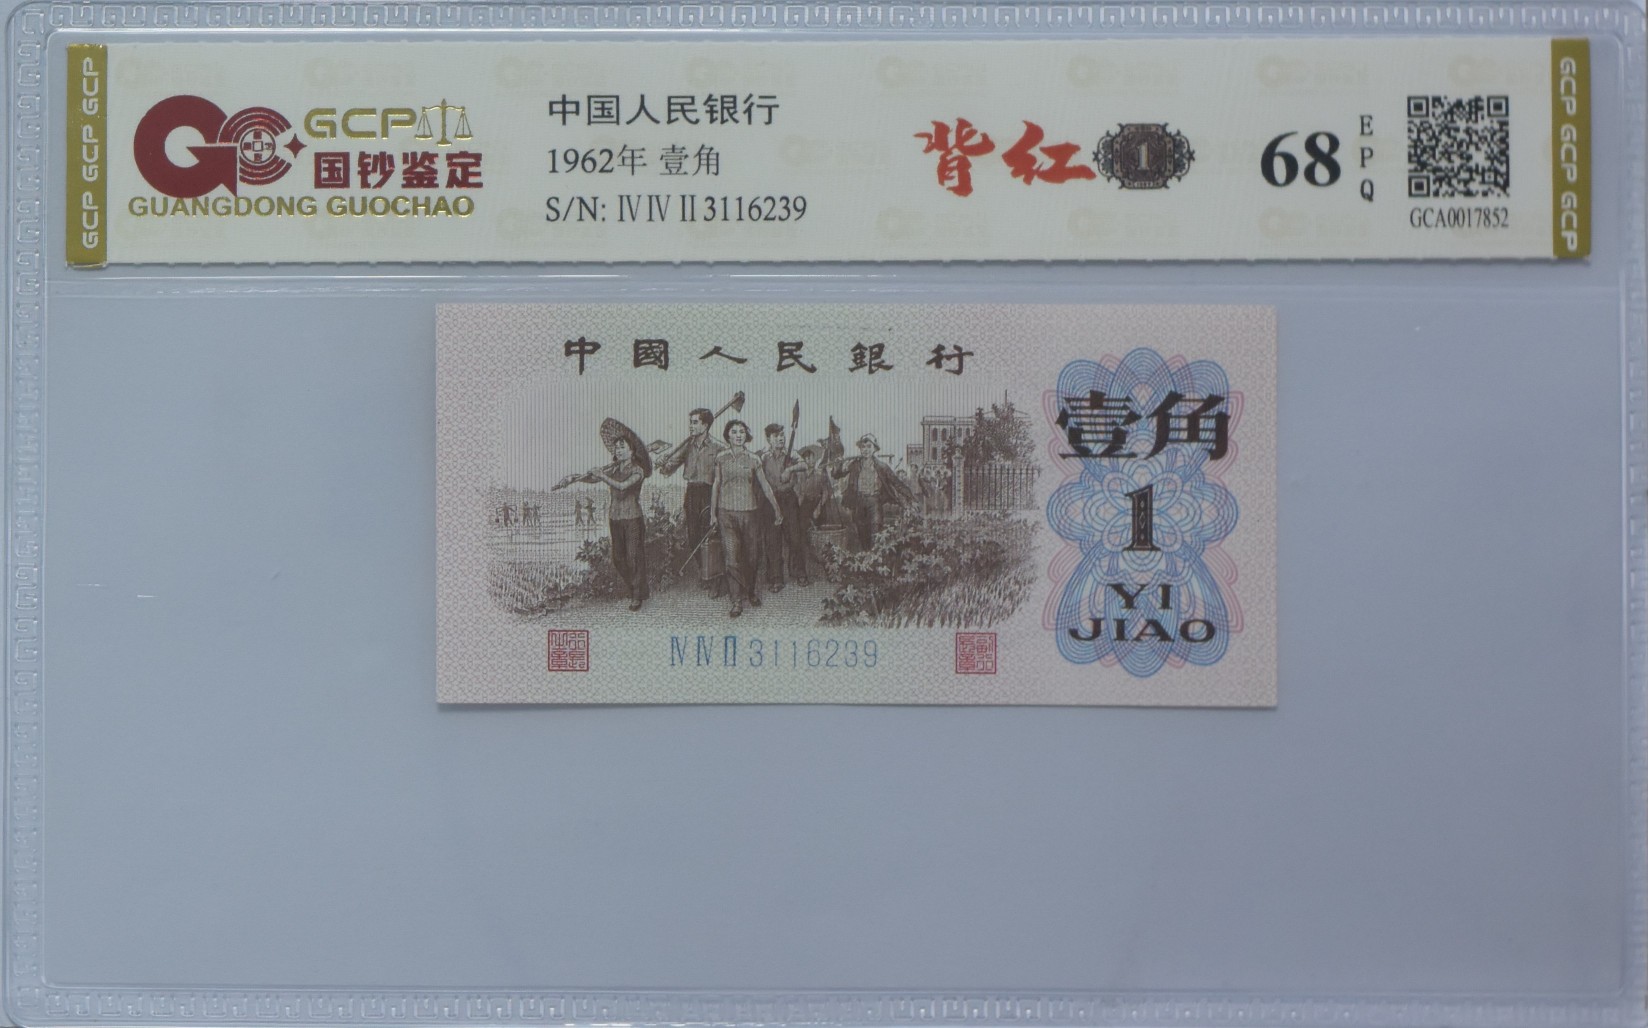 GCP GCP GCP
GCP
国钞鉴定
GUANGDONG GUOCHAO
中国人民银行
1962年 壹角
S/N: ⅣⅣⅡ3116239
背红
1
68
EPQ
GCA0017852
GCP GCP GCP
中國人民銀行
壹角
1
YI
JIAO
ⅣⅣⅡ3116239